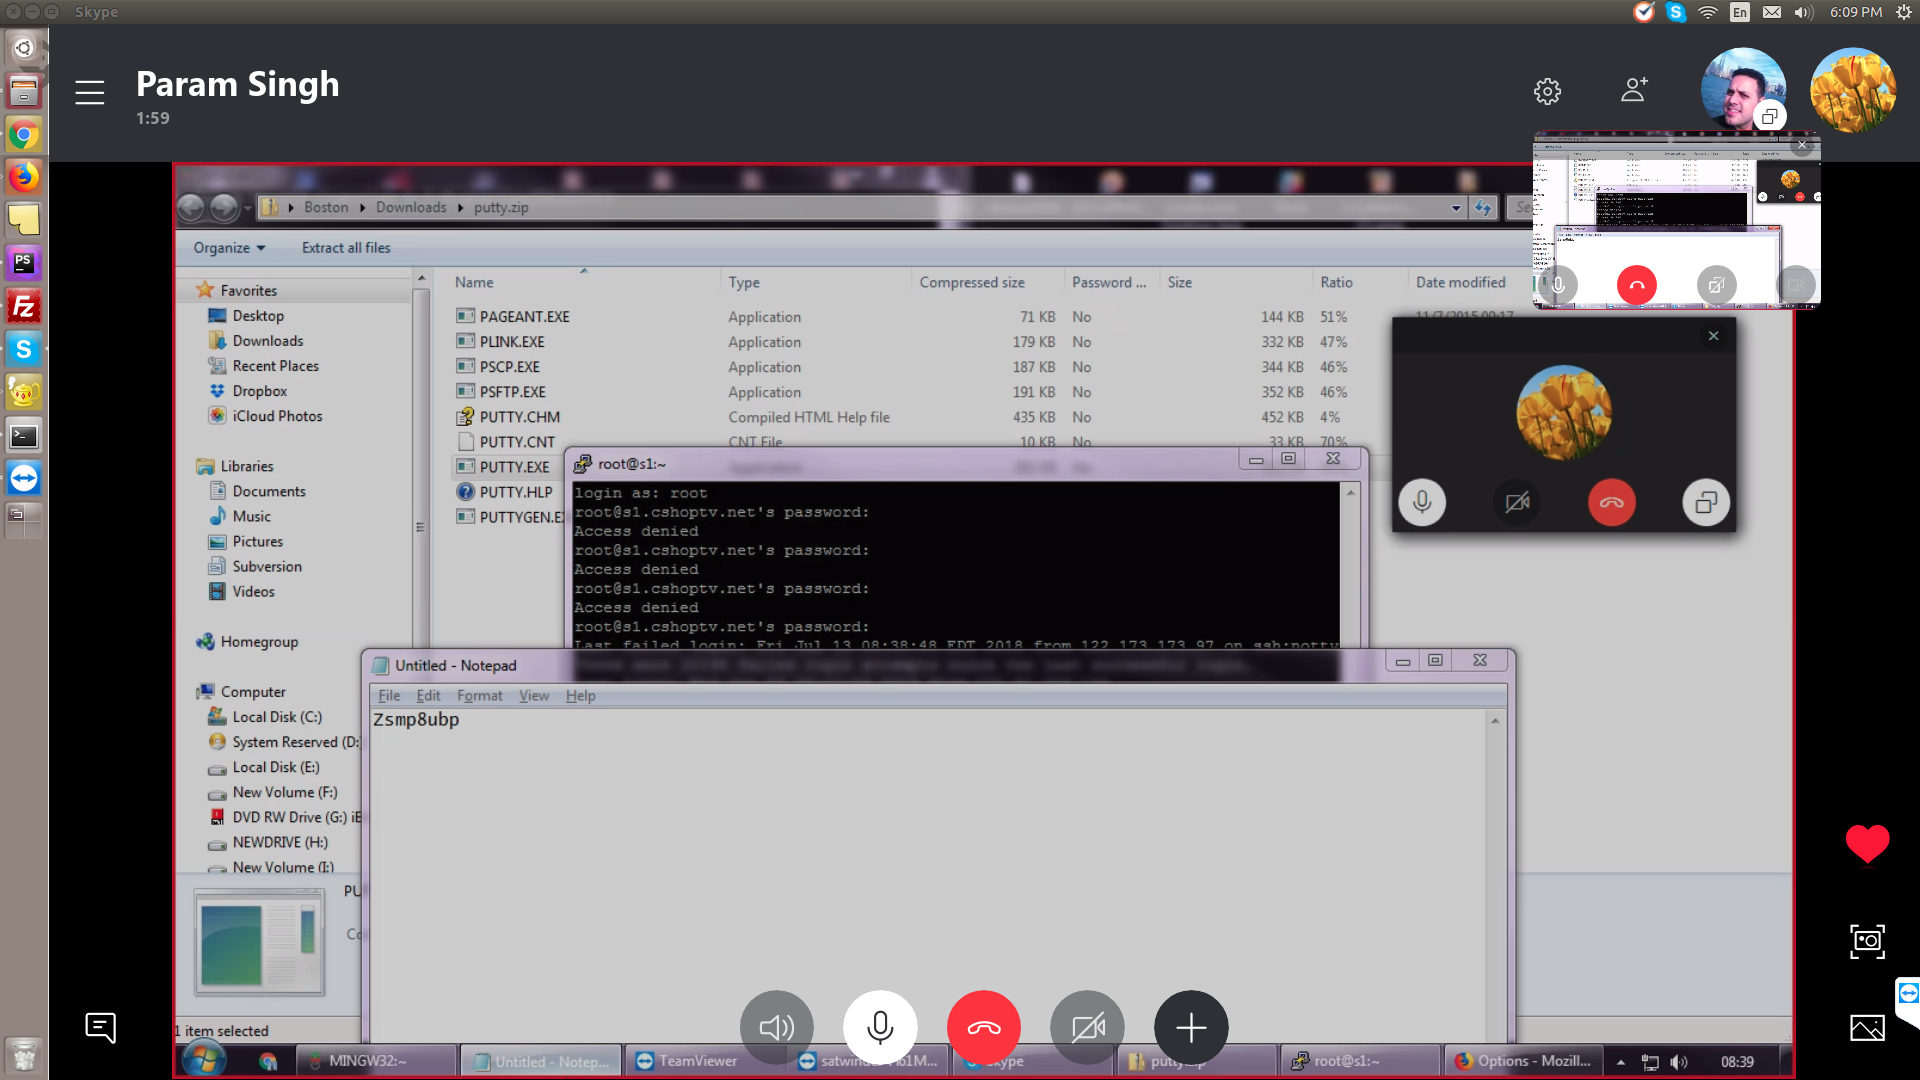 Skype
En
6:09 PM
Param Singh
1:59
Boston
Downloads
putty.zip
Organize
Extract all files
Name
Type
Compressed size
Password ...
Size
Ratio
Date modified
Favorites
Desktop
Downloads
Recent Places
Dropbox
iCloud Photos
Libraries
Documents
Music
Pictures
Subversion
Videos
Homegroup
Computer
Local Disk (C:)
System Reserved (D:
Local Disk (E:)
New Volume (F:)
DVD RW Drive (G:) iE
NEWDRIVE (H:)
New Volume (I:)
PAGEANT.EXE Application 71 KB No 144 KB 51% 11/7/2015 09:17
PLINK.EXE Application 179 KB No 332 KB 47%
PSCP.EXE Application 187 KB No 344 KB 46%
PSFTP.EXE Application 191 KB No 352 KB 46%
PUTTY.CHM Compiled HTML Help file 435 KB No 452 KB 4%
PUTTY.CNT CNT File 10 KB No 33 KB 70%
PUTTY.EXE
PUTTY.HLP
PUTTYGEN.EX
root@s1:~
login as: root
root@s1.cshoptv.net's password:
Access denied
root@s1.cshoptv.net's password:
Access denied
root@s1.cshoptv.net's password:
Access denied
root@s1.cshoptv.net's password:
Last failed login: Fri Jul 13 08:38:48 EDT 2018 from 122.173.173.97 on ssh:notty
Untitled - Notepad
File Edit Format View Help
Zsmp8ubp
PU
Co
1 item selected
MINGW32:~
Untitled - Notep...
TeamViewer
Skype
root@s1:~
Options - Mozill...
08:39
PS
Fz
S